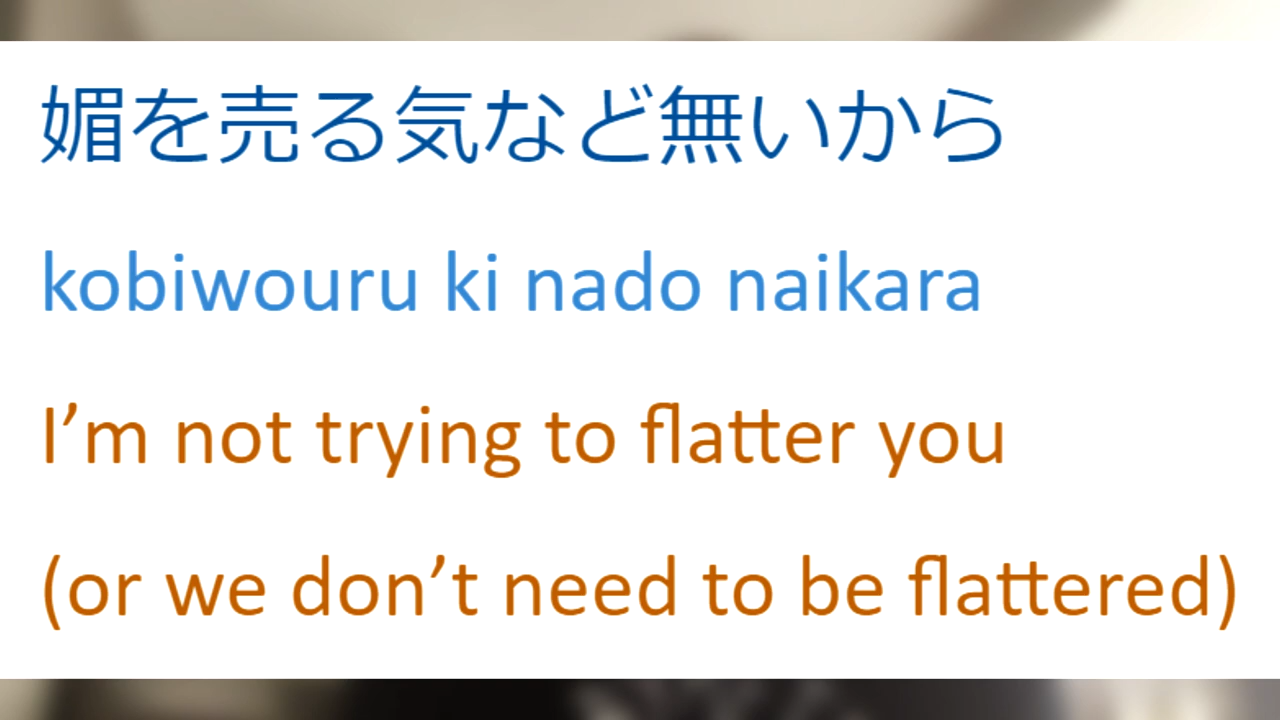 媚を売る気など無いから
kobiwouru ki nado naikara
I’m not trying to flatter you
(or we don’t need to be flattered)